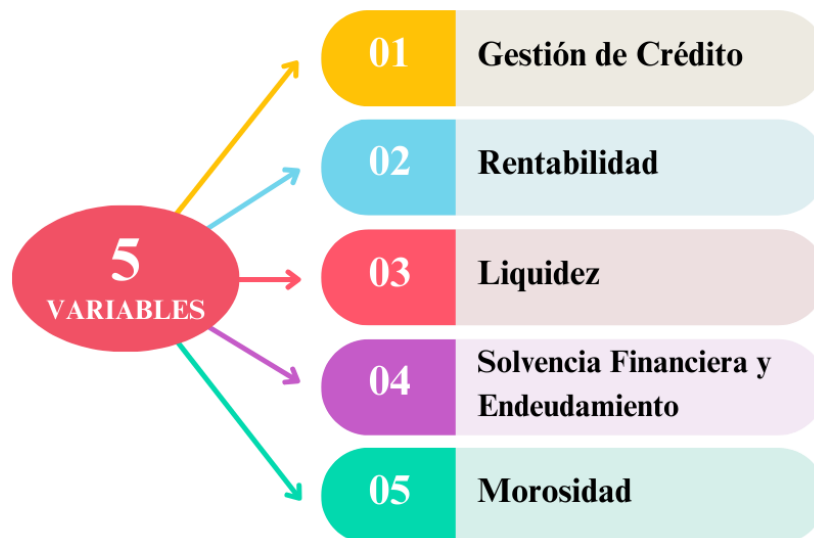 5
VARIABLES
01
Gestión de Crédito
02
Rentabilidad
03
Liquidez
04
Solvencia Financiera y
Endeudamiento
05
Morosidad